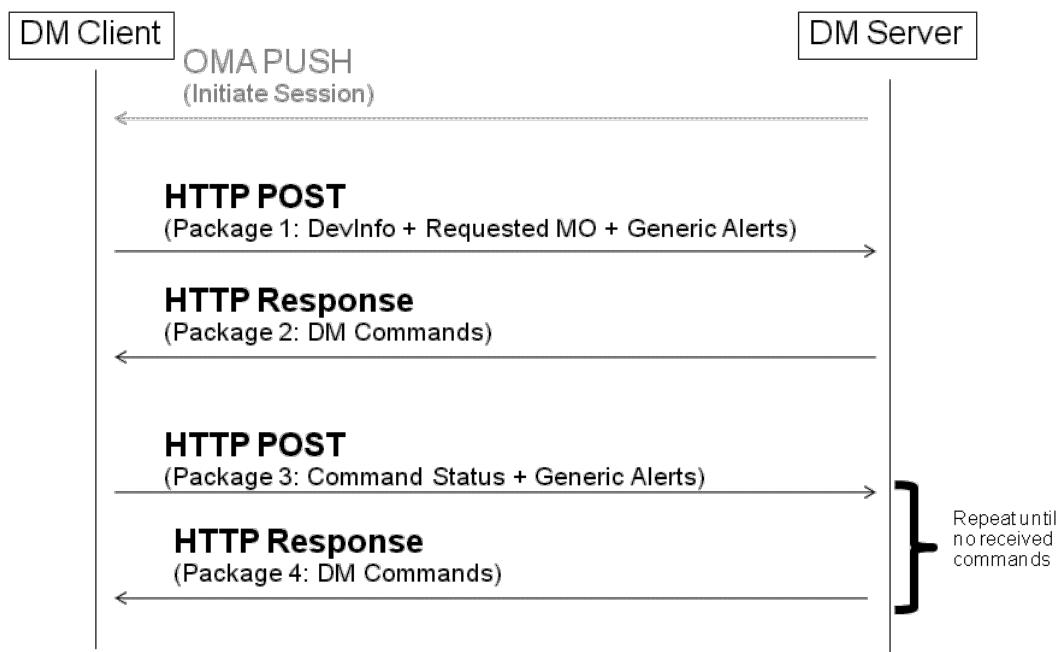 DM Client
DM Server
OMA PUSH
(Initiate Session)
HTTP POST
(Package 1: DevInfo + Requested MO + Generic Alerts)
HTTP Response
(Package 2: DM Commands)
HTTP POST
(Package 3: Command Status + Generic Alerts)
HTTP Response
(Package 4: DM Commands)
Repeat until
no received
commands